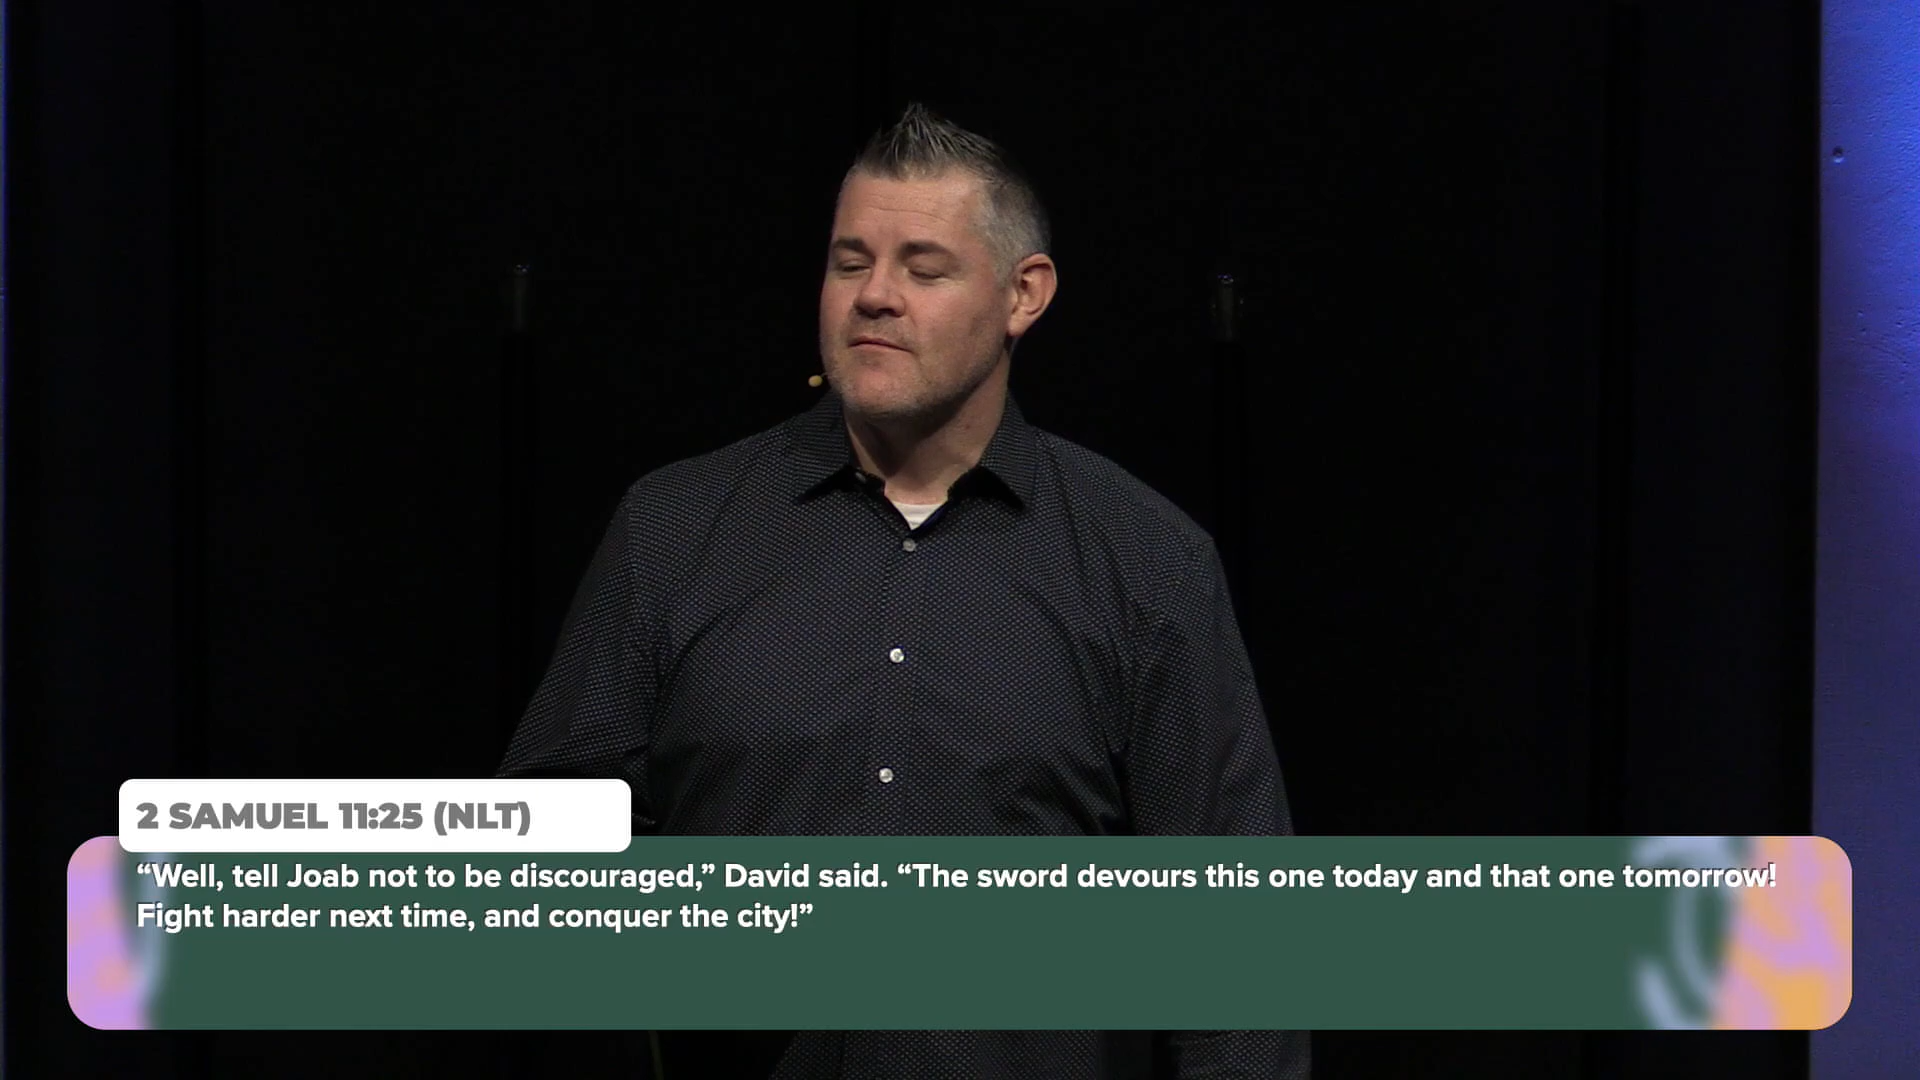 2 SAMUEL 11:25 (NLT)
“Well, tell Joab not to be discouraged,” David said. “The sword devours this one today and that one tomorrow!
Fight harder next time, and conquer the city!”